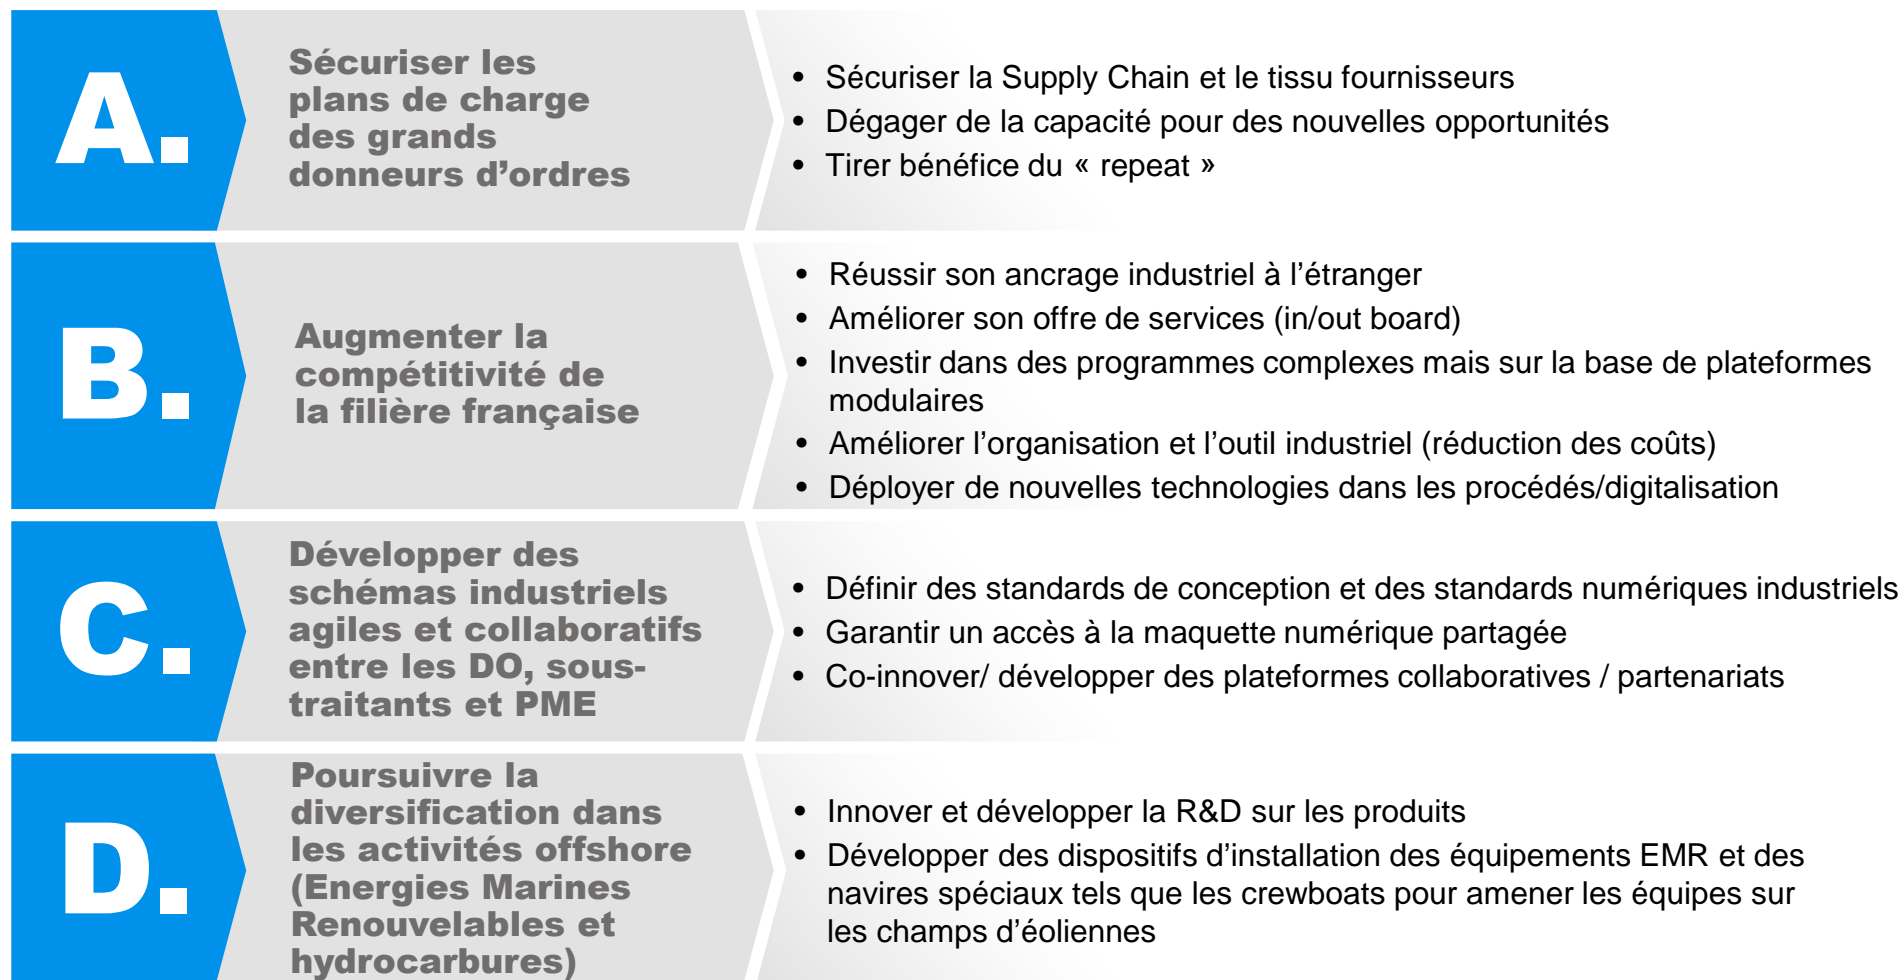 A.
Sécuriser les
plans de charge
des grands
donneurs d’ordres
• Sécuriser la Supply Chain et le tissu fournisseurs
• Dégager de la capacité pour des nouvelles opportunités
• Tirer bénéfice du « repeat »
B.
Augmenter la
compétitivité de
la filière française
• Réussir son ancrage industriel à l’étranger
• Améliorer son offre de services (in/out board)
• Investir dans des programmes complexes mais sur la base de plateformes
modulaires
• Améliorer l’organisation et l’outil industriel (réduction des coûts)
• Déployer de nouvelles technologies dans les procédés/digitalisation
C.
Développer des
schémas industriels
agiles et collaboratifs
entre les DO, sous-
traitants et PME
• Définir des standards de conception et des standards numériques industriels
• Garantir un accès à la maquette numérique partagée
• Co-innover/ développer des plateformes collaboratives / partenariats
D.
Poursuivre la
diversification dans
les activités offshore
(Energies Marines
Renouvelables et
hydrocarbures)
• Innover et développer la R&D sur les produits
• Développer des dispositifs d’installation des équipements EMR et des
navires spéciaux tels que les crewboats pour amener les équipes sur
les champs d’éoliennes